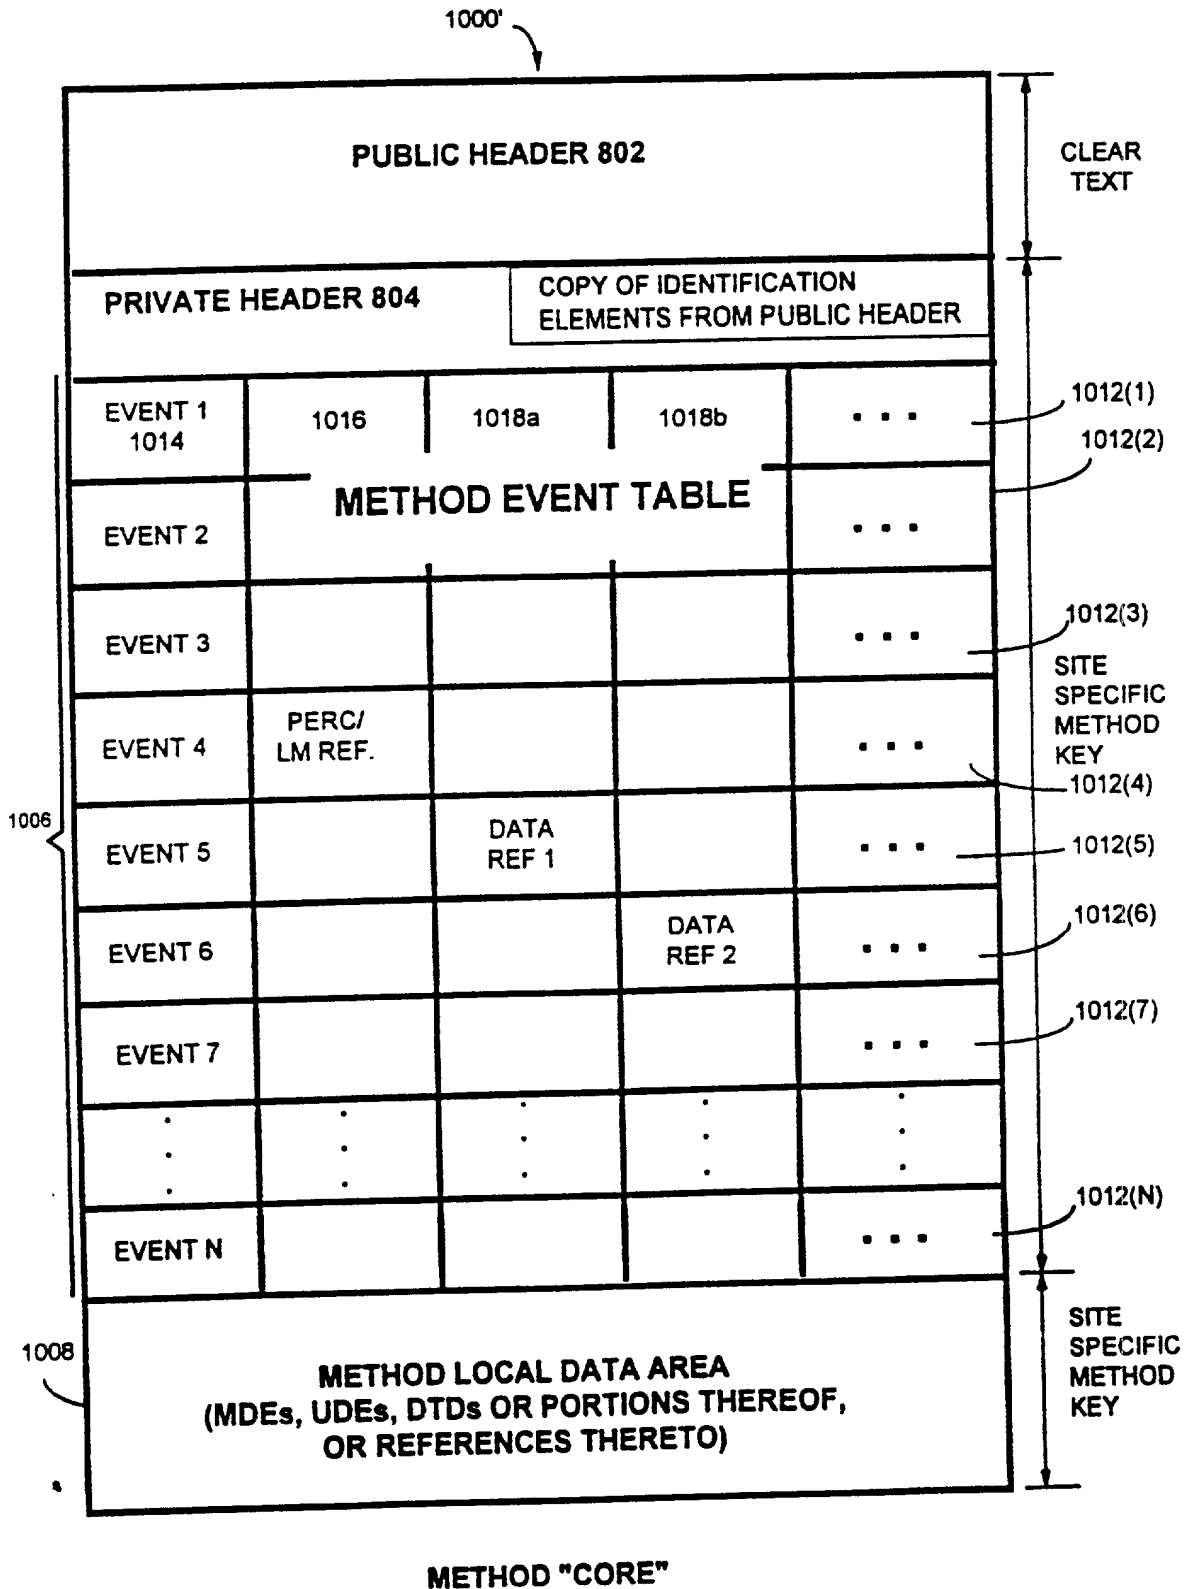 1000'
PUBLIC HEADER 802
CLEAR
TEXT
PRIVATE HEADER 804
COPY OF IDENTIFICATION
ELEMENTS FROM PUBLIC HEADER
EVENT 1
1014
1016
1018a
1018b
...
1012(1)
1012(2)
METHOD EVENT TABLE
EVENT 2
...
EVENT 3
...
1012(3)
SITE
SPECIFIC
METHOD
KEY
EVENT 4
PERC/
LM REF.
...
1012(4)
1006
EVENT 5
DATA
REF 1
...
1012(5)
EVENT 6
DATA
REF 2
...
1012(6)
EVENT 7
...
1012(7)
EVENT N
...
1012(N)
1008
METHOD LOCAL DATA AREA
(MDEs, UDEs, DTDs OR PORTIONS THEREOF,
OR REFERENCES THERETO)
SITE
SPECIFIC
METHOD
KEY
METHOD "CORE"